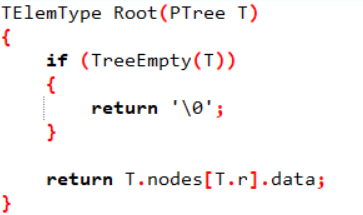 TElemType Root(PTree T)
{
    if (TreeEmpty(T))
    {
        return '\0';
    }
    return T.nodes[T.r].data;
}